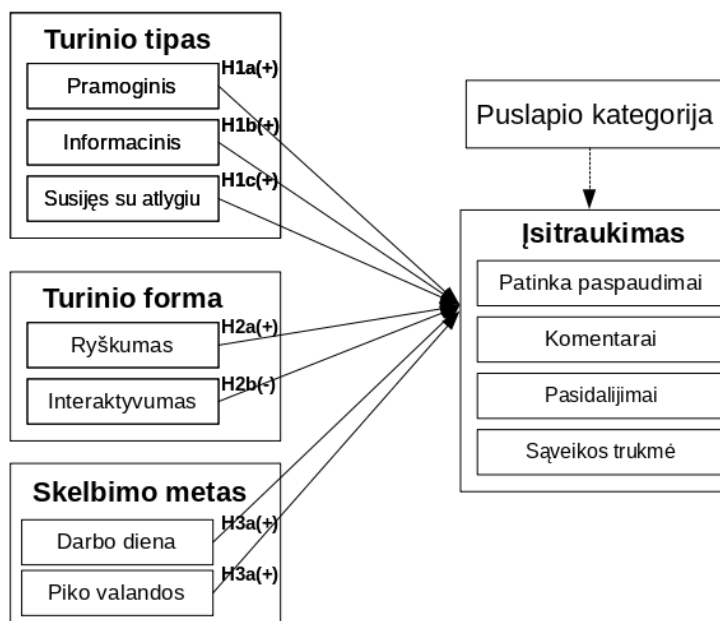 Turinio tipas
Pramoginis
H1a(+)
Informacinis
H1b(+)
Susijęs su atlygiu
H1c(+)
Turinio forma
Ryškumas
H2a(+)
Interaktyvumas
H2b(-)
Skelbimo metas
Darbo diena
H3a(+)
Piko valandos
H3a(+)
Puslapio kategorija
Įsitraukimas
Patinka paspaudimai
Komentarai
Pasidalijimai
Sąveikos trukmė